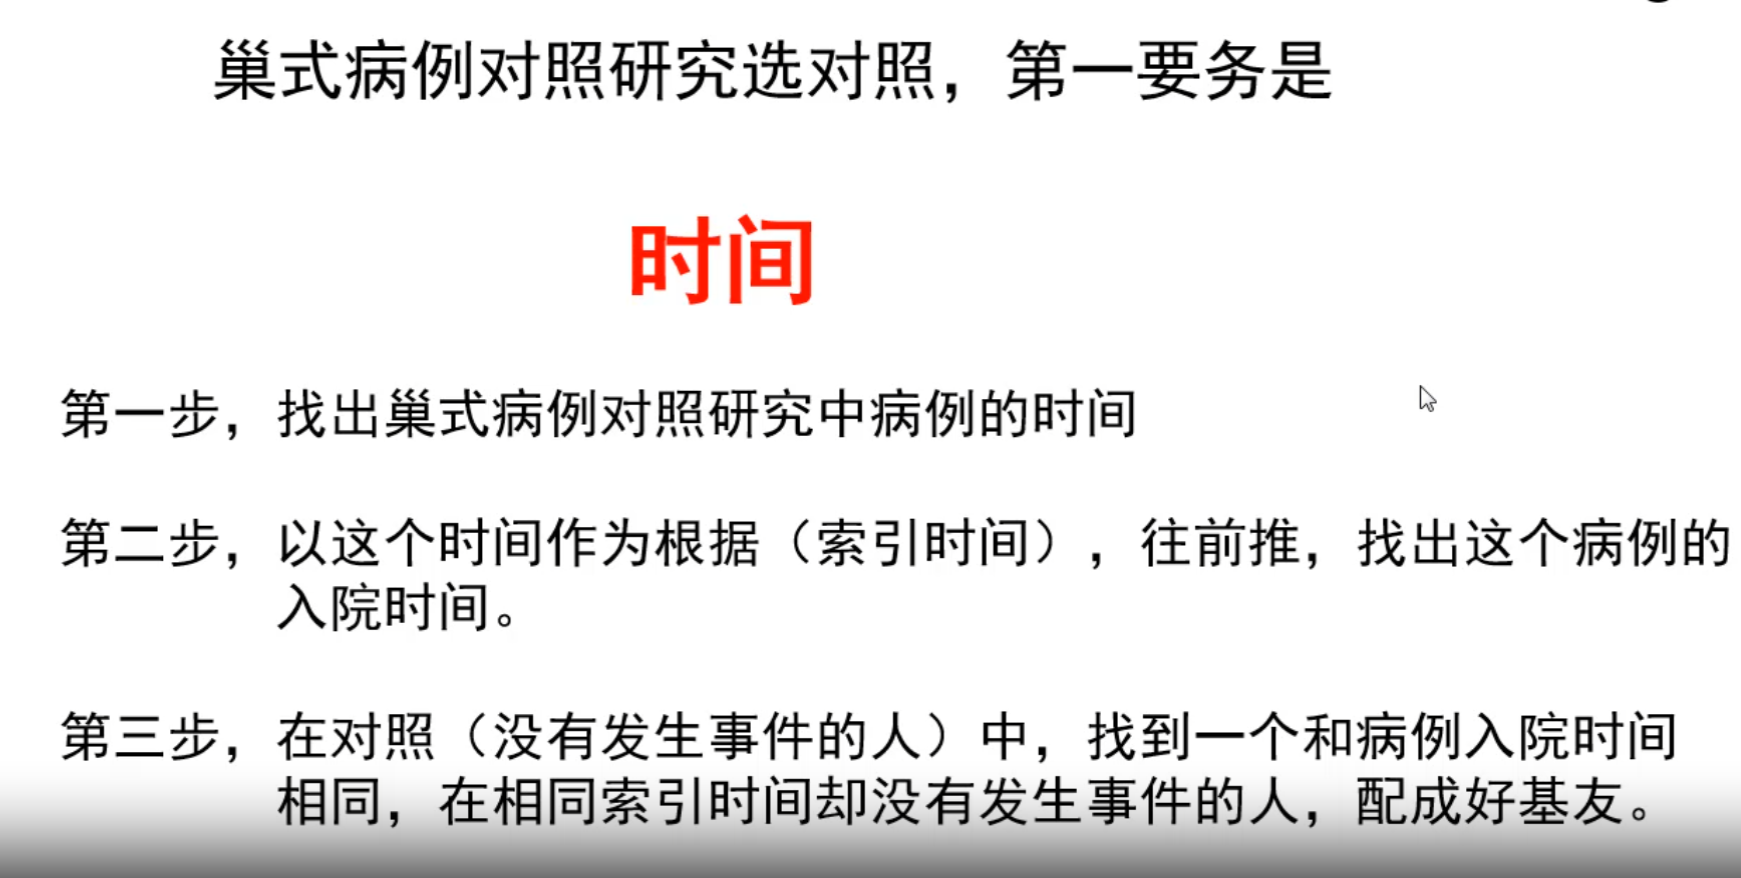 巢式病例对照研究选对照，第一要务是
时间
第一步，找出巢式病例对照研究中病例的时间
第二步，以这个时间作为根据（索引时间），往前推，找出这个病例的
入院时间。
第三步，在对照（没有发生事件的人）中，找到一个和病例入院时间
相同，在相同索引时间却没有发生事件的人，配成好基友。